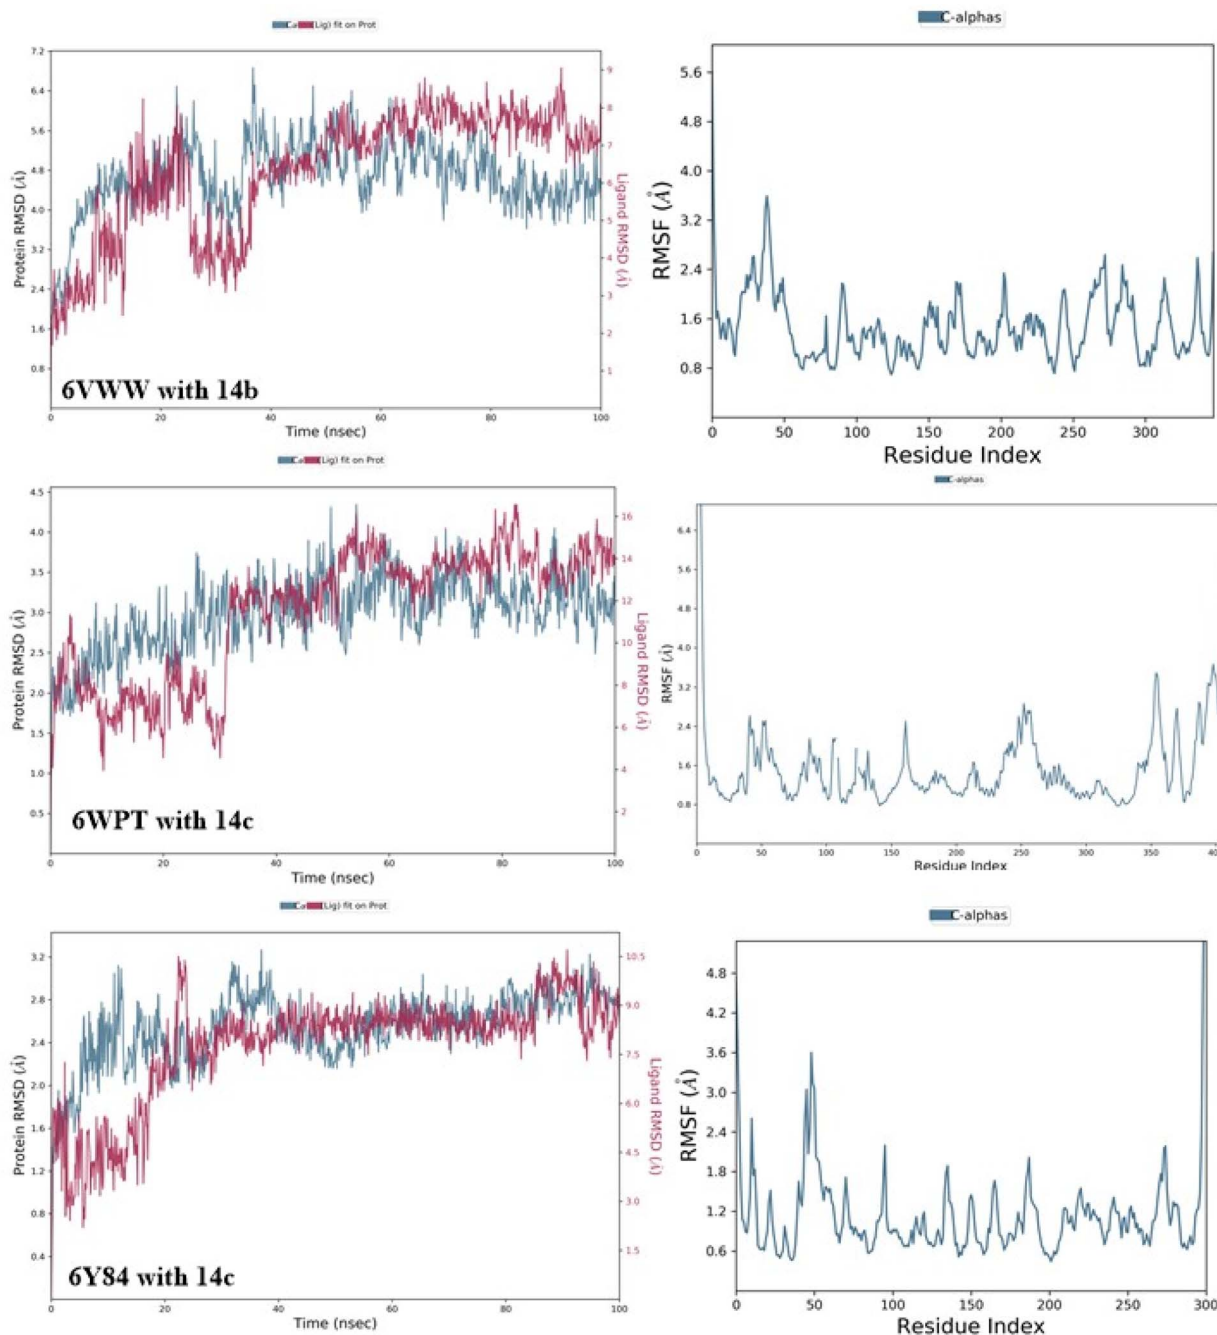 Cα (Lig) fit on Prot
Protein RMSD (Å)
7.2
6.4
5.6
4.8
4.0
3.2
2.4
1.6
0.8
9
8
7
6
5
4
3
2
1
Ligand RMSD (Å)
6VWW with 14b
0 20 40 60 80 100
Time (nsec)
C-alphas
RMSF (Å)
5.6
4.8
4.0
3.2
2.4
1.6
0.8
0 50 100 150 200 250 300
Residue Index
Cα (Lig) fit on Prot
Protein RMSD (Å)
4.5
4.0
3.5
3.0
2.5
2.0
1.5
1.0
0.5
16
14
12
10
8
6
4
2
Ligand RMSD (Å)
6WPT with 14c
0 20 40 60 80 100
Time (nsec)
C-alphas
RMSF (Å)
6.4
5.6
4.8
4.0
3.2
2.4
1.6
0.8
0 50 100 150 200 250 300 350 40
Residue Index
Cα (Lig) fit on Prot
Protein RMSD (Å)
3.2
2.8
2.4
2.0
1.6
1.2
0.8
0.4
10.5
9.0
7.5
6.0
4.5
3.0
1.5
Ligand RMSD (Å)
6Y84 with 14c
0 20 40 60 80 100
Time (nsec)
C-alphas
RMSF (Å)
4.8
4.2
3.6
3.0
2.4
1.8
1.2
0.6
0 50 100 150 200 250 300
Residue Index